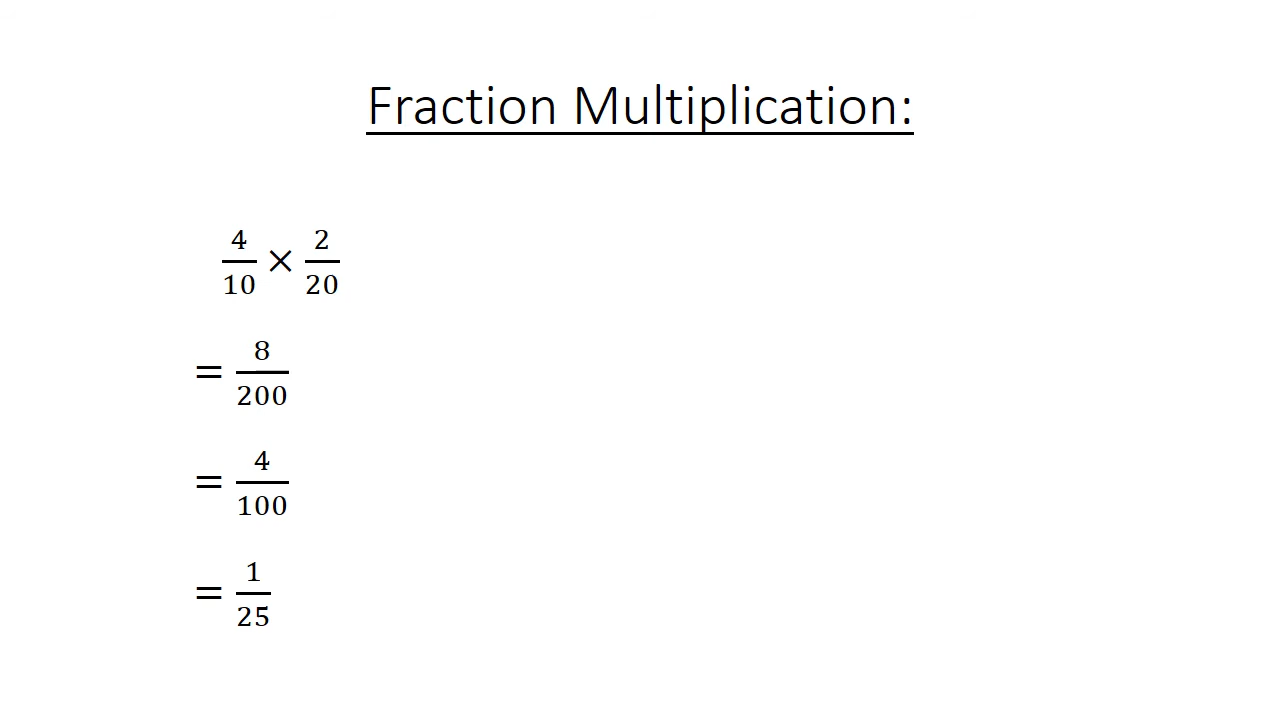 Fraction Multiplication:
4/10 × 2/20
= 8/200
= 4/100
= 1/25